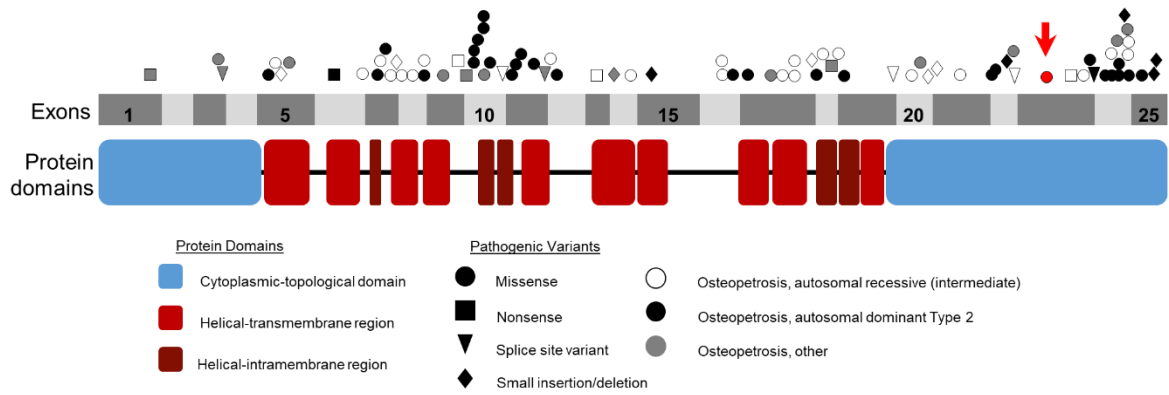 Exons 1 5 10 15 20 25
Protein
domains
Protein Domains
Cytoplasmic-topological domain
Helical-transmembrane region
Helical-intramembrane region
Pathogenic Variants
Missense
Nonsense
Splice site variant
Small insertion/deletion
Osteopetrosis, autosomal recessive (intermediate)
Osteopetrosis, autosomal dominant Type 2
Osteopetrosis, other